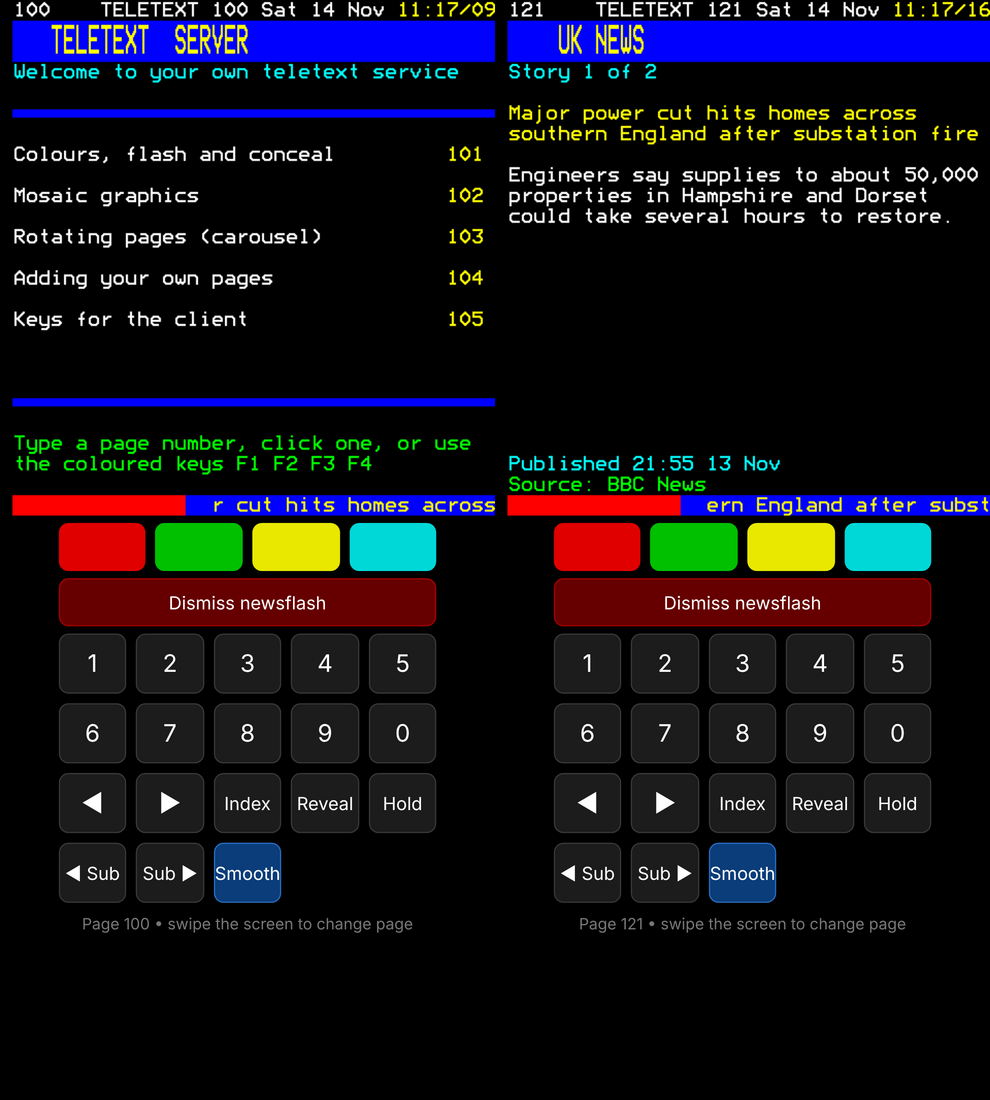 100 TELETEXT 100 Sat 14 Nov 11:17/09
TELETEXT SERVER
Welcome to your own teletext service
Colours, flash and conceal 101
Mosaic graphics 102
Rotating pages (carousel) 103
Adding your own pages 104
Keys for the client 105
Type a page number, click one, or use
the coloured keys F1 F2 F3 F4
r cut hits homes across
Dismiss newsflash
1 2 3 4 5
6 7 8 9 0
◀ ▶ Index Reveal Hold
◀ Sub Sub ▶ Smooth
Page 100 • swipe the screen to change page
121 TELETEXT 121 Sat 14 Nov 11:17/16
UK NEWS
Story 1 of 2
Major power cut hits homes across
southern England after substation fire
Engineers say supplies to about 50,000
properties in Hampshire and Dorset
could take several hours to restore.
Published 21:55 13 Nov
Source: BBC News
ern England after subst
Dismiss newsflash
1 2 3 4 5
6 7 8 9 0
◀ ▶ Index Reveal Hold
◀ Sub Sub ▶ Smooth
Page 121 • swipe the screen to change page